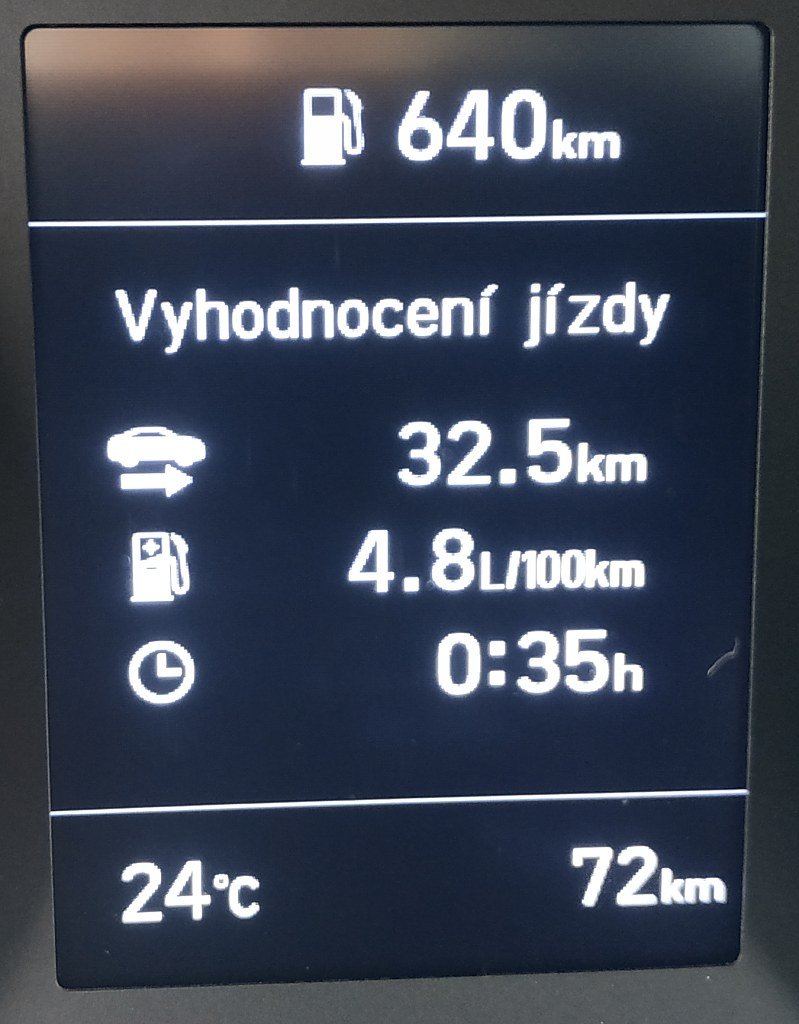 640km
Vyhodnocení jízdy
32.5km
4.8L/100km
0:35h
24°C 72km